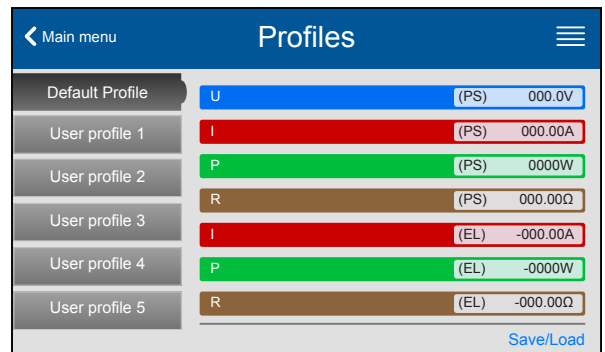 Main menu
Profiles
Default Profile
User profile 1
User profile 2
User profile 3
User profile 4
User profile 5
U (PS) 000.0V
I (PS) 000.00A
P (PS) 0000W
R (PS) 000.00Ω
I (EL) -000.00A
P (EL) -0000W
R (EL) -000.00Ω
Save/Load